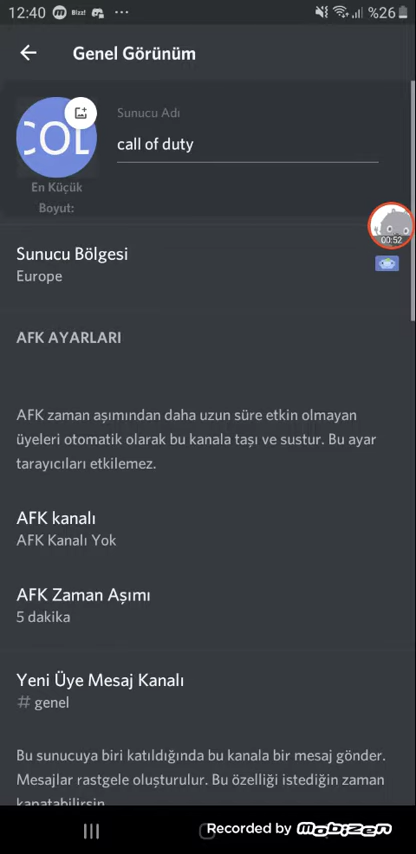 12:40 Bizz! %26
Genel Görünüm
Sunucu Adı
call of duty
COD
En Küçük
Boyut:
00:52
Sunucu Bölgesi
Europe
AFK AYARLARI
AFK zaman aşımından daha uzun süre etkin olmayan
üyeleri otomatik olarak bu kanala taşı ve sustur. Bu ayar
tarayıcıları etkilemez.
AFK kanalı
AFK Kanalı Yok
AFK Zaman Aşımı
5 dakika
Yeni Üye Mesaj Kanalı
# genel
Bu sunucuya biri katıldığında bu kanala bir mesaj gönder.
Mesajlar rastgele oluşturulur. Bu özelliği istediğin zaman
kapatabilirsin.
Recorded by mobizen